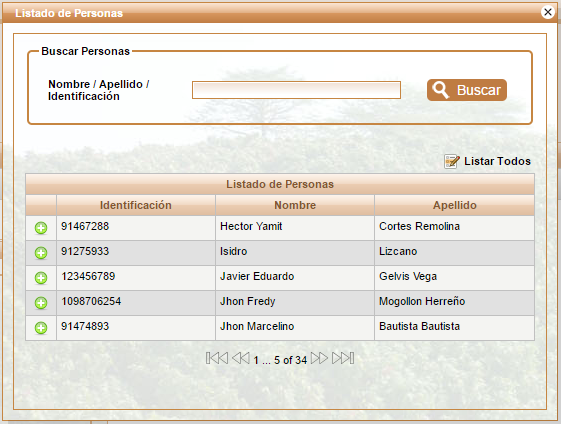 Listado de Personas
Buscar Personas
Nombre / Apellido /
Identificación
Buscar
Listar Todos
Listado de Personas
Identificación Nombre Apellido
91467288 Hector Yamit Cortes Remolina
91275933 Isidro Lizcano
123456789 Javier Eduardo Gelvis Vega
1098706254 Jhon Fredy Mogollon Herreño
91474893 Jhon Marcelino Bautista Bautista
1 ... 5 of 34